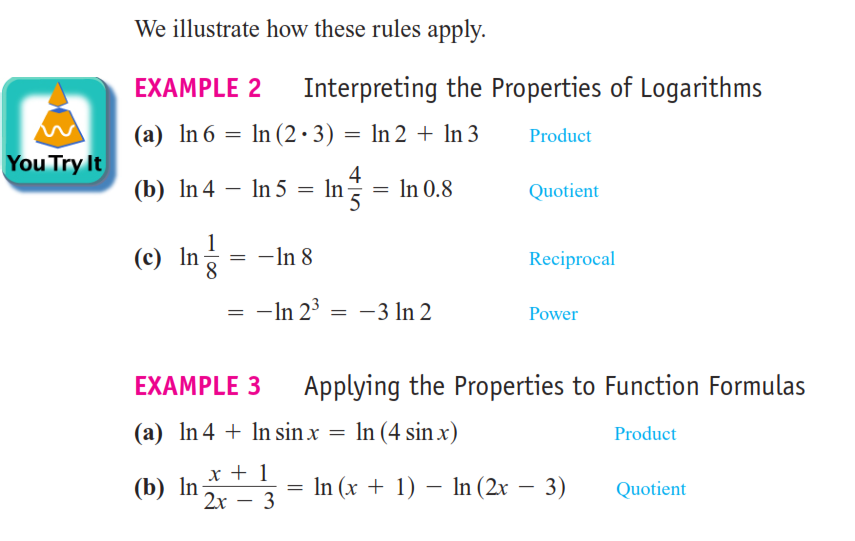 We illustrate how these rules apply.
EXAMPLE 2 Interpreting the Properties of Logarithms
You Try It
(a) ln 6 = ln (2 · 3) = ln 2 + ln 3 Product
(b) ln 4 − ln 5 = ln 4/5 = ln 0.8 Quotient
(c) ln 1/8 = −ln 8 Reciprocal
= −ln 2³ = −3 ln 2 Power
EXAMPLE 3 Applying the Properties to Function Formulas
(a) ln 4 + ln sin x = ln (4 sin x) Product
(b) ln (x + 1)/(2x − 3) = ln (x + 1) − ln (2x − 3) Quotient